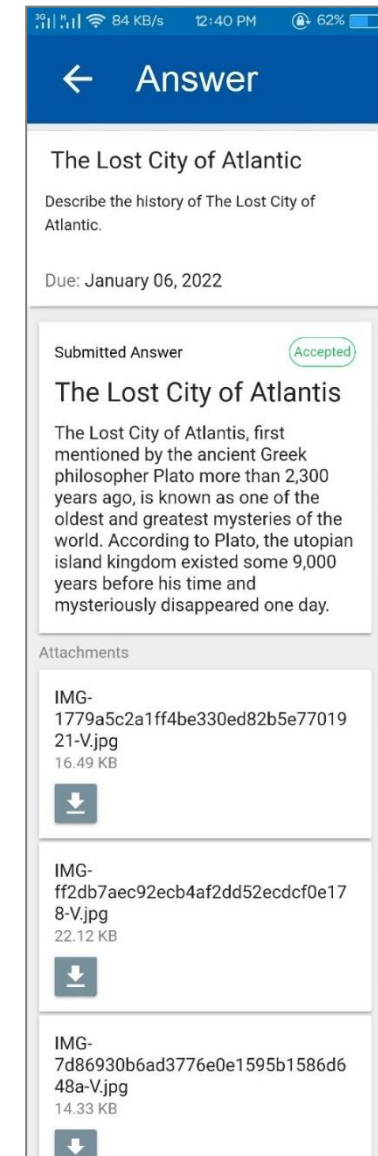 3G H 84 KB/s 12:40 PM 62%
Answer
The Lost City of Atlantic
Describe the history of The Lost City of
Atlantic.
Due: January 06, 2022
Submitted Answer Accepted
The Lost City of Atlantis
The Lost City of Atlantis, first
mentioned by the ancient Greek
philosopher Plato more than 2,300
years ago, is known as one of the
oldest and greatest mysteries of the
world. According to Plato, the utopian
island kingdom existed some 9,000
years before his time and
mysteriously disappeared one day.
Attachments
IMG-
1779a5c2a1ff4be330ed82b5e77019
21-V.jpg
16.49 KB
IMG-
ff2db7aec92ecb4af2dd52ecdcf0e17
8-V.jpg
22.12 KB
IMG-
7d86930b6ad3776e0e1595b1586d6
48a-V.jpg
14.33 KB